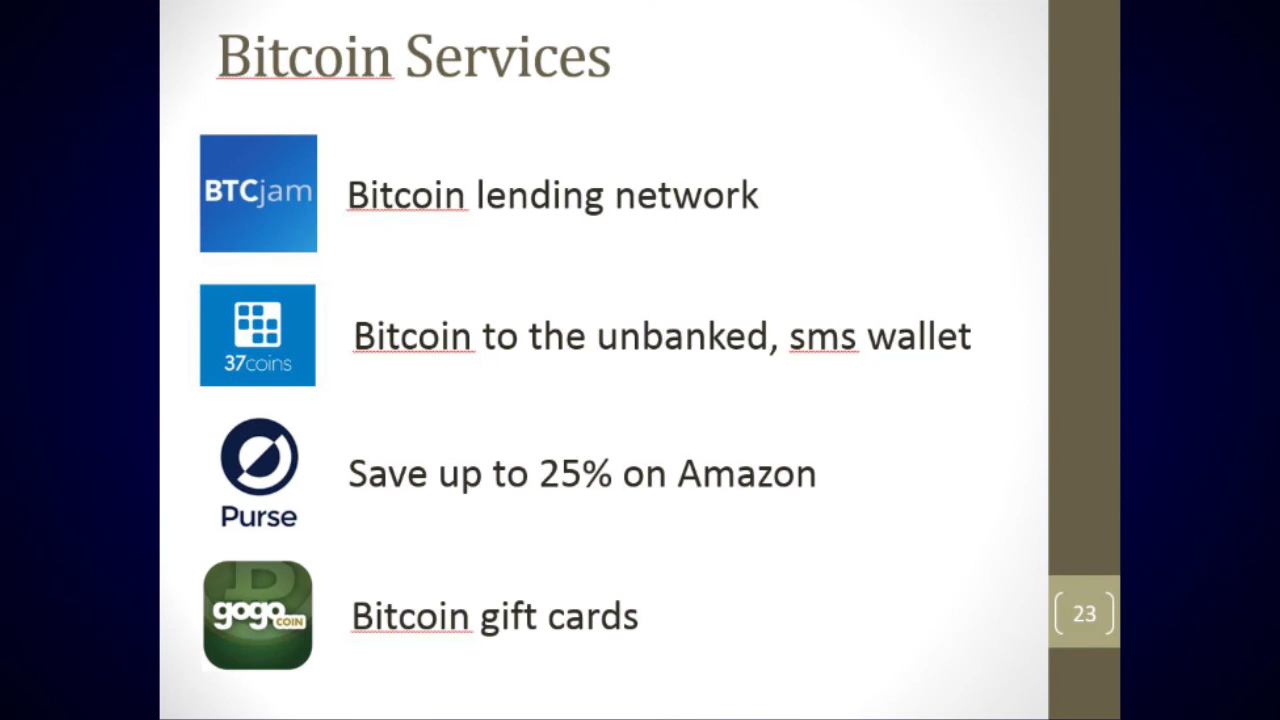 Bitcoin Services
BTCjam
Bitcoin lending network
37coins
Bitcoin to the unbanked, sms wallet
Purse
Save up to 25% on Amazon
B
gogo COIN
Bitcoin gift cards
23